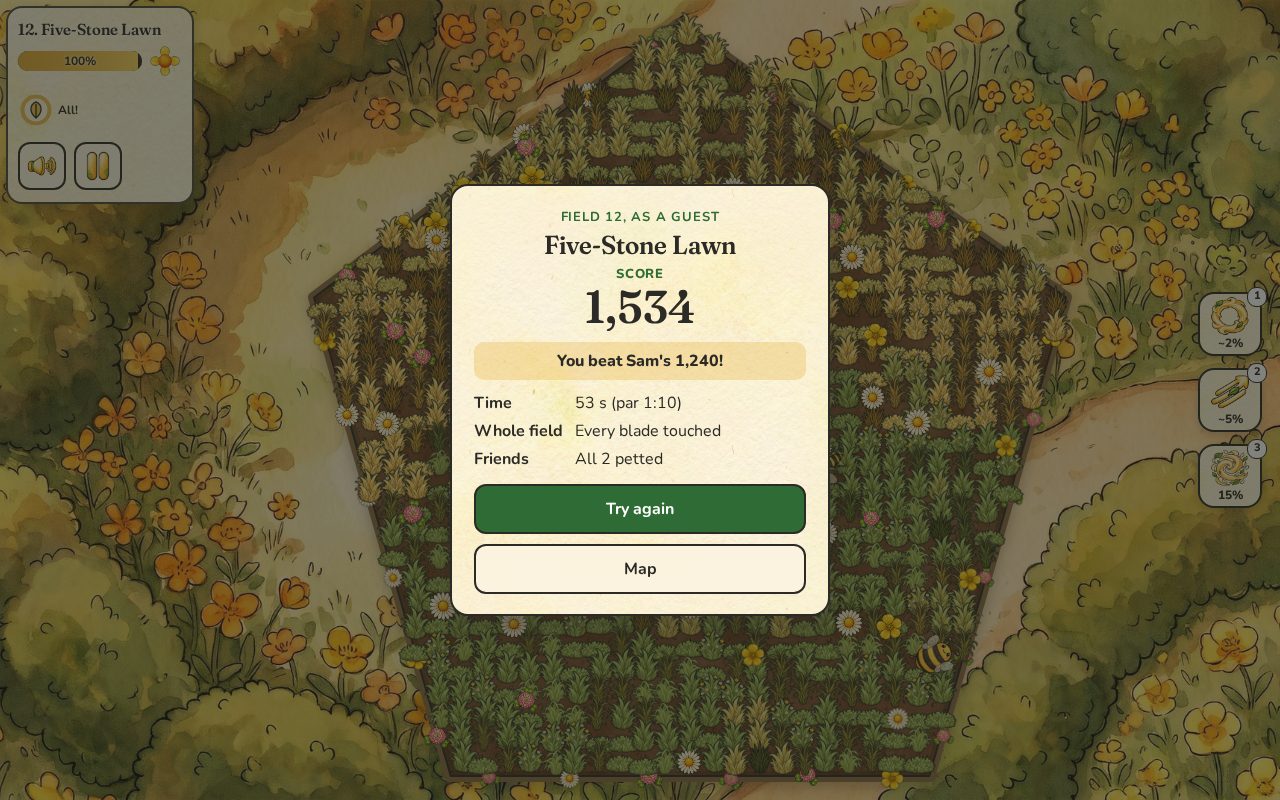 12. Five-Stone Lawn
100%
All!
FIELD 12, AS A GUEST
Five-Stone Lawn
SCORE
1,534
You beat Sam's 1,240!
Time 53 s (par 1:10)
Whole field Every blade touched
Friends All 2 petted
Try again
Map
1
~2%
2
~5%
3
15%